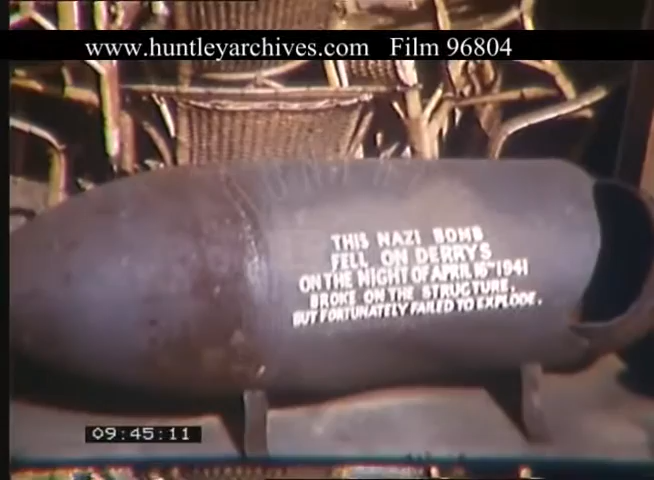 www.huntleyarchives.com Film 96804
THIS NAZI BOMB
FELL ON DERRYS
ON THE NIGHT OF APRIL 16TH 1941
BROKE ON THE STRUCTURE.
BUT FORTUNATELY FAILED TO EXPLODE.
09:45:11